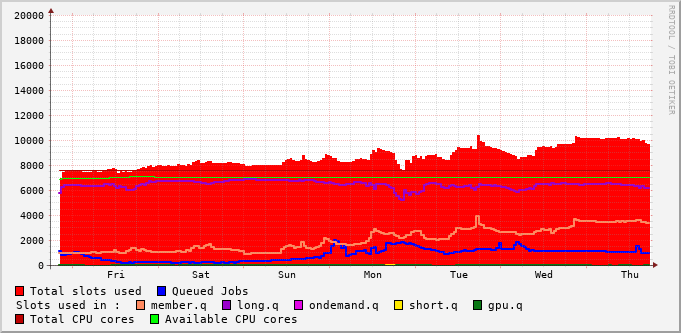 20000
18000
16000
14000
12000
10000
8000
6000
4000
2000
0
Fri Sat Sun Mon Tue Wed Thu
Total slots used Queued Jobs
Slots used in : member.q long.q ondemand.q short.q gpu.q
Total CPU cores Available CPU cores
RRDTOOL / TOBI OETIKER